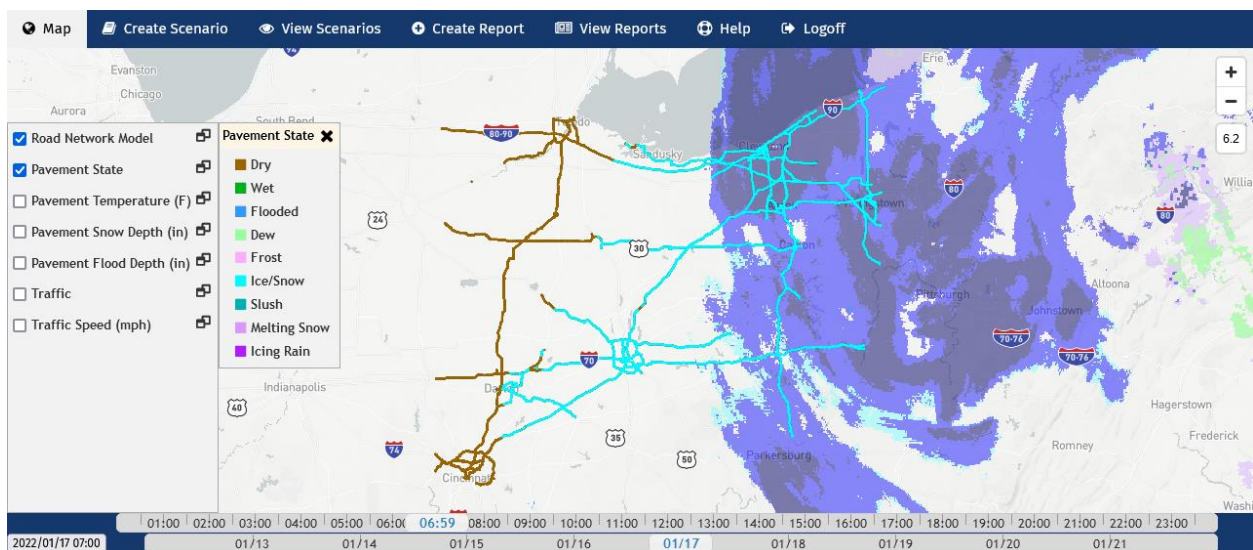 Map Create Scenario View Scenarios Create Report View Reports Help Logoff
94
Evanston
Chicago
Aurora
South Bend
Erie
90
80-90
Sandusky
6.2
Road Network Model
Pavement State
Pavement Temperature (F)
Pavement Snow Depth (in)
Pavement Flood Depth (in)
Traffic
Traffic Speed (mph)
Pavement State
Dry
Wet
Flooded
Dew
Frost
Ice/Snow
Slush
Melting Snow
Icing Rain
24
30
80
Willia
80
Altoona
Pittsburgh
Johnstown
70-76
70-76
70
Indianapolis
40
Hagerstown
74
35
50
Romney
Frederick
Parkersburg
Cincinnati
Washi
01:00 02:00 03:00 04:00 05:00 06:00 06:59 08:00 09:00 10:00 11:00 12:00 13:00 14:00 15:00 16:00 17:00 18:00 19:00 20:00 21:00 22:00 23:00
2022/01/17 07:00 01/13 01/14 01/15 01/16 01/17 01/18 01/19 01/20 01/21